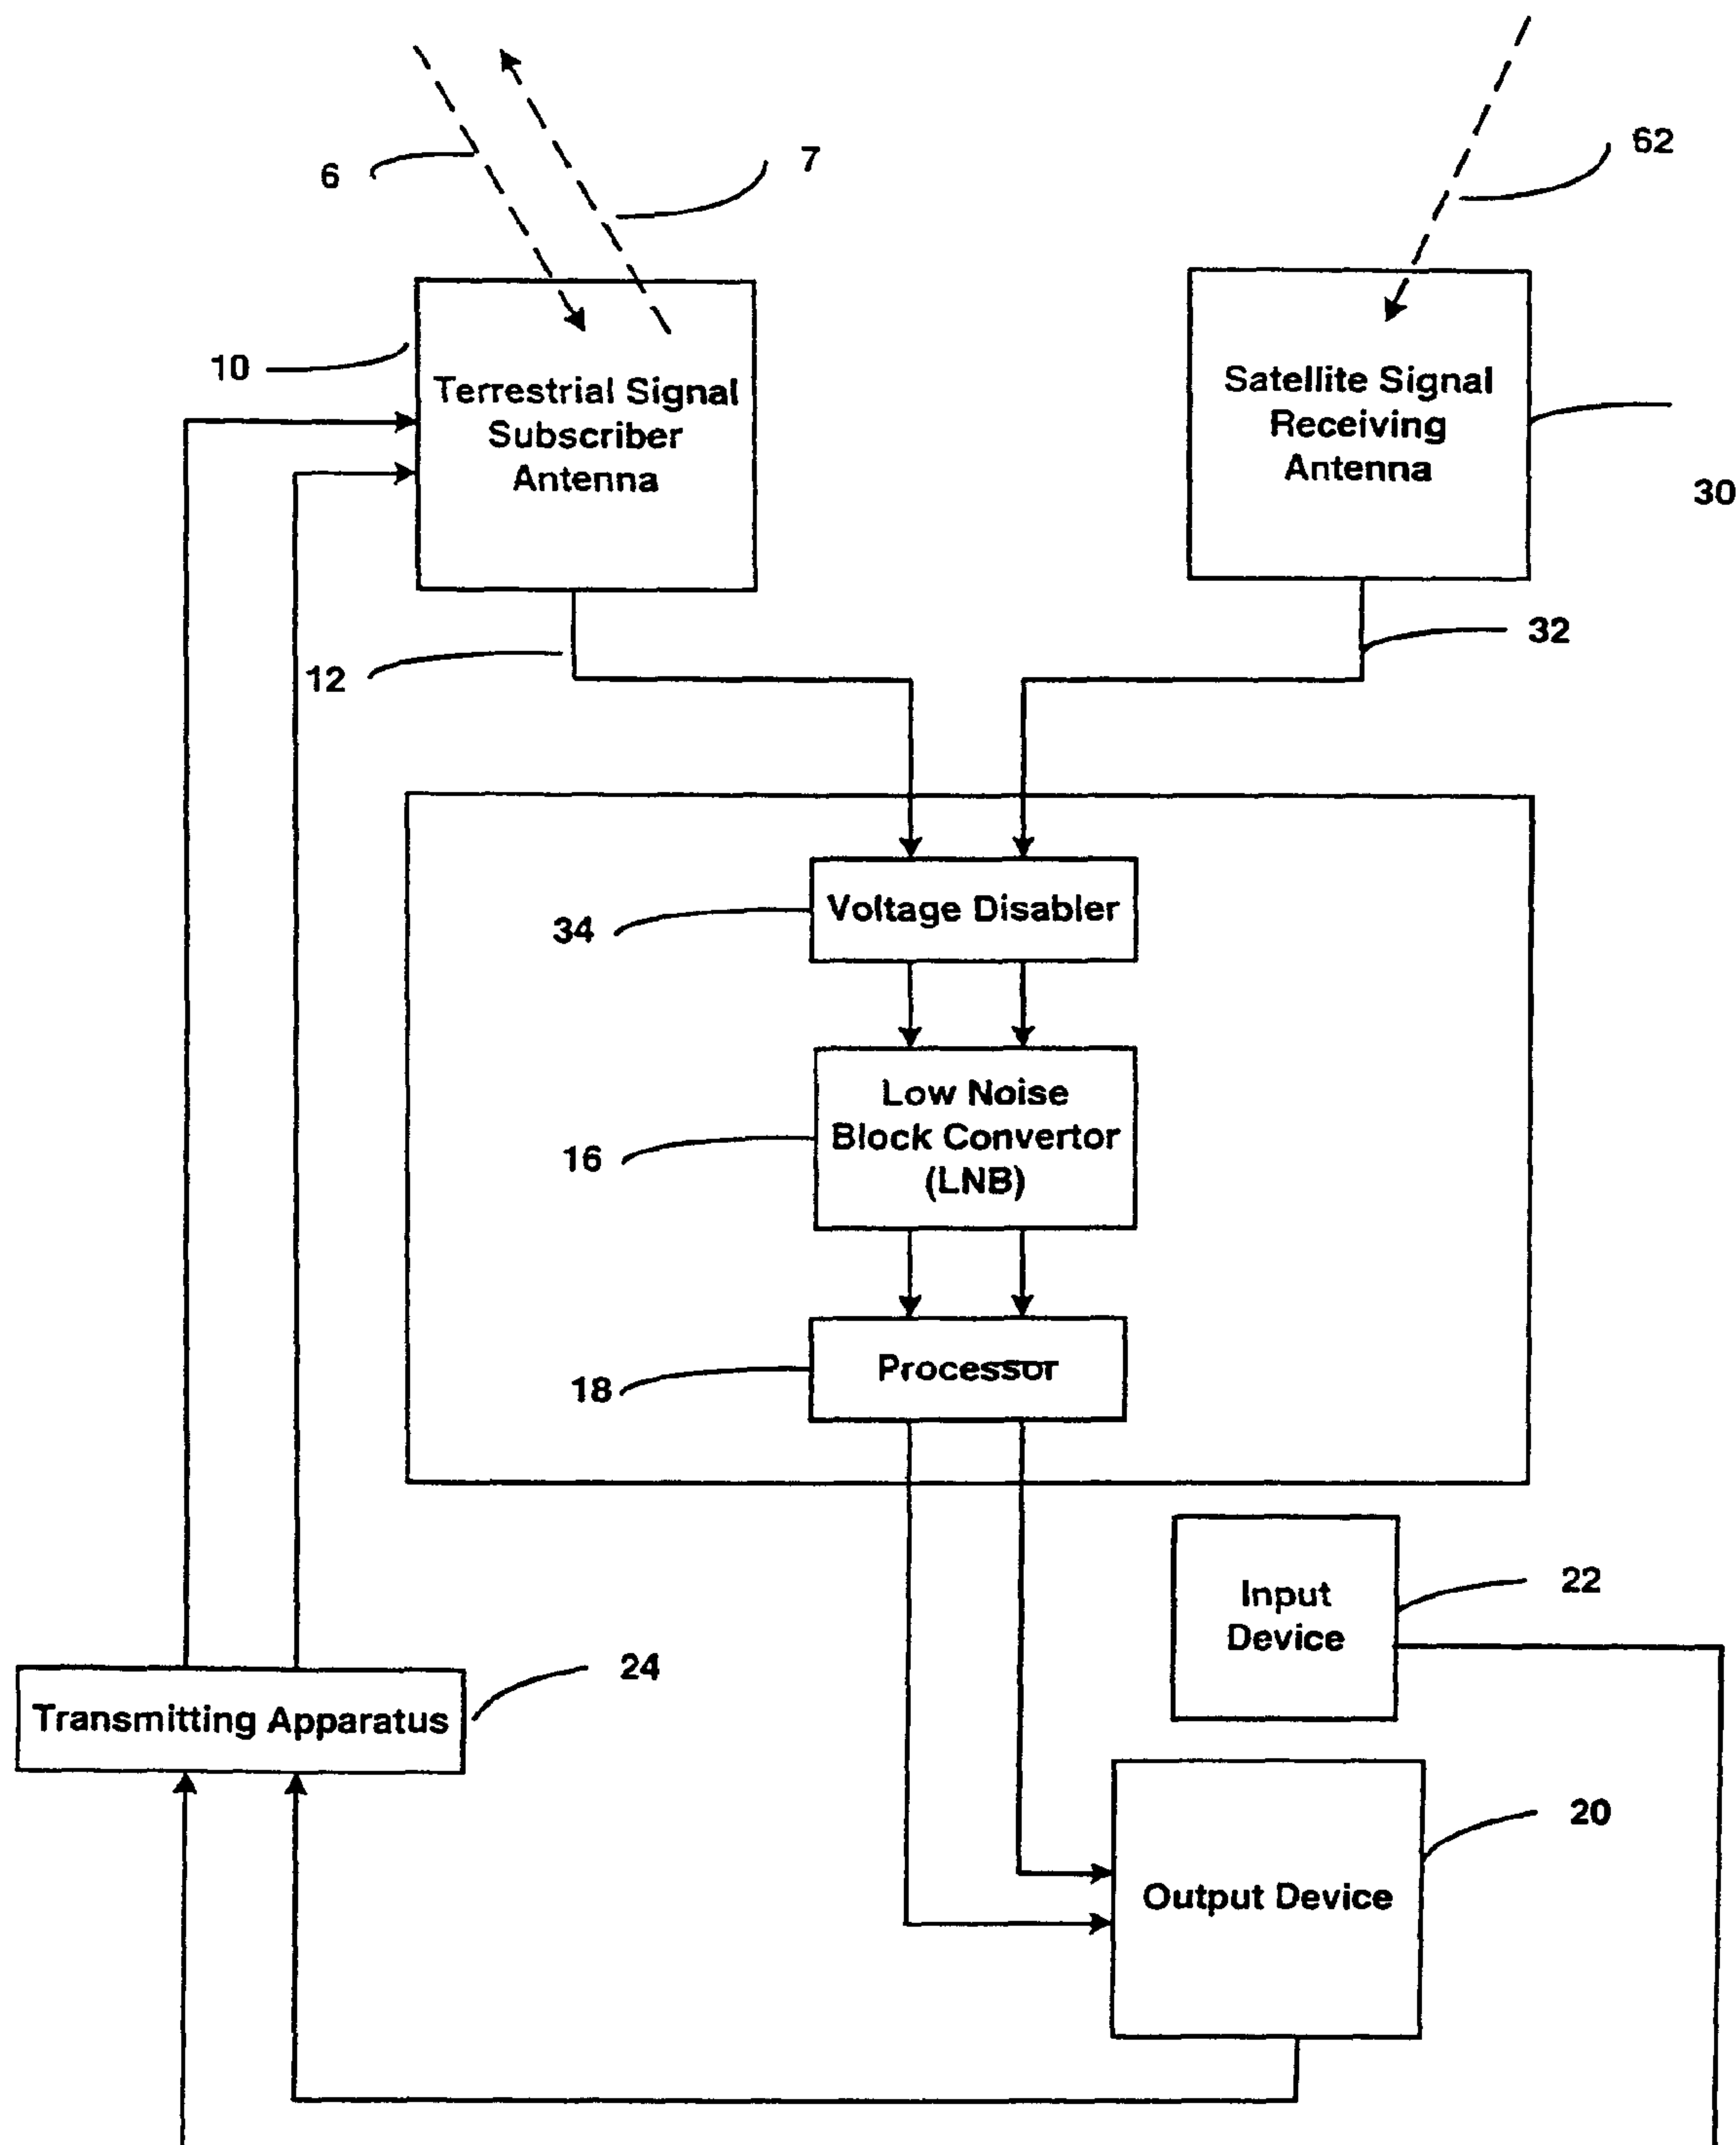 62
7
6
10
Terrestrial Signal
Subscriber
Antenna
Satellite Signal
Receiving
Antenna
30
32
12
34
Voltage Disabler
Low Noise
Block Convertor
(LNB)
16
Processor
18
Input
Device
22
24
Transmitting Apparatus
20
Output Device